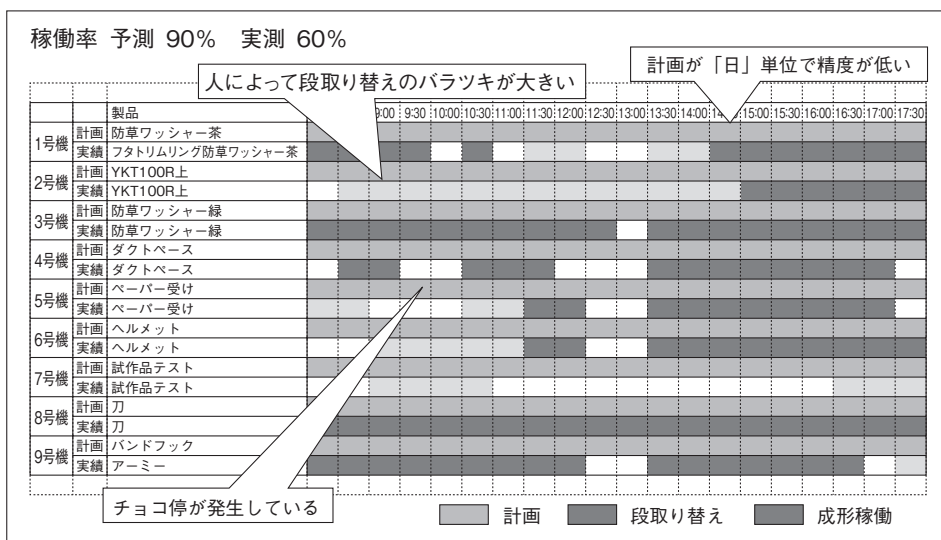 稼働率 予測 90% 実測 60%
人によって段取り替えのバラツキが大きい
計画が「日」単位で精度が低い
製品 9:00 9:30 10:00 10:30 11:00 11:30 12:00 12:30 13:00 13:30 14:00 15:00 15:30 16:00 16:30 17:00 17:30
1号機 計画 防草ワッシャー茶
実績 フタトリムリング防草ワッシャー茶
2号機 計画 YKT100R上
実績 YKT100R上
3号機 計画 防草ワッシャー緑
実績 防草ワッシャー緑
4号機 計画 ダクトベース
実績 ダクトベース
5号機 計画 ペーパー受け
実績 ペーパー受け
6号機 計画 ヘルメット
実績 ヘルメット
7号機 計画 試作品テスト
実績 試作品テスト
8号機 計画 刀
実績 刀
9号機 計画 バンドフック
実績 アーミー
チョコ停が発生している
計画 段取り替え 成形稼働